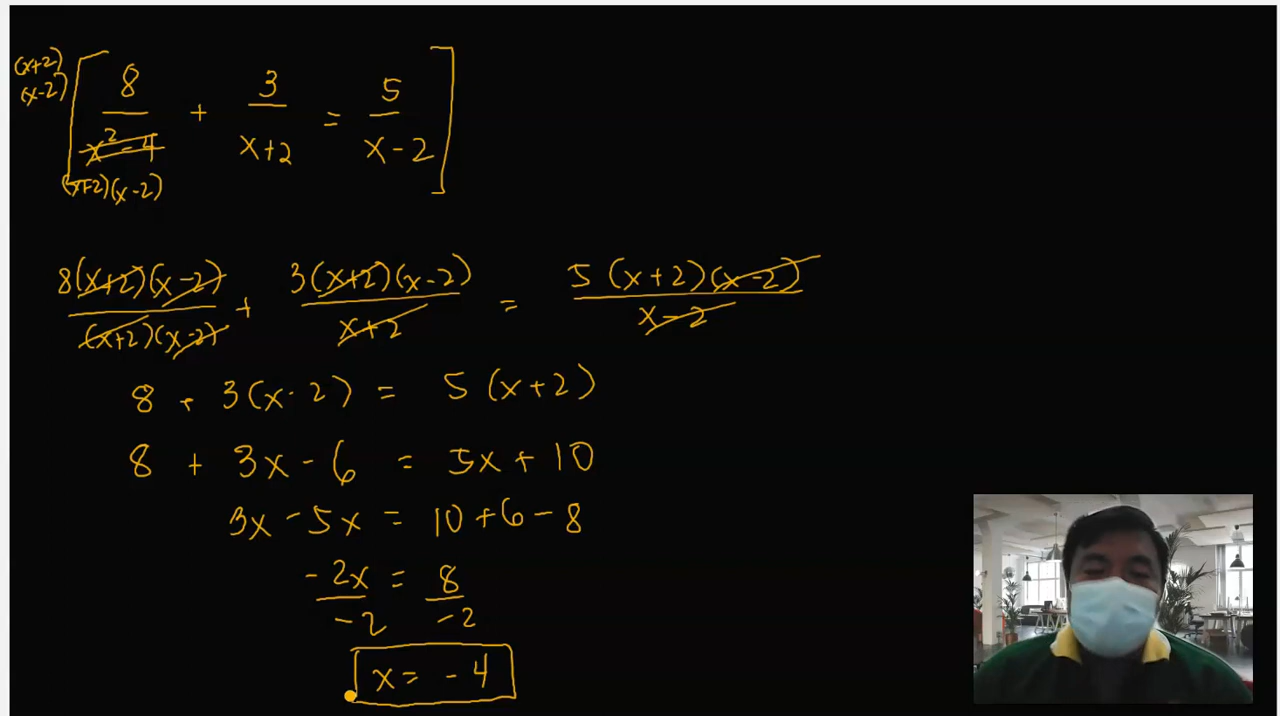 (x+2)
(x-2) [ 8/x²-4 + 3/x+2 = 5/x-2 ]
(x+2)(x-2)
8(x+2)(x-2)/(x+2)(x-2) + 3(x+2)(x-2)/x+2 = 5(x+2)(x-2)/x-2
8 + 3(x-2) = 5(x+2)
8 + 3x - 6 = 5x + 10
3x - 5x = 10 + 6 - 8
-2x/-2 = 8/-2
x = -4